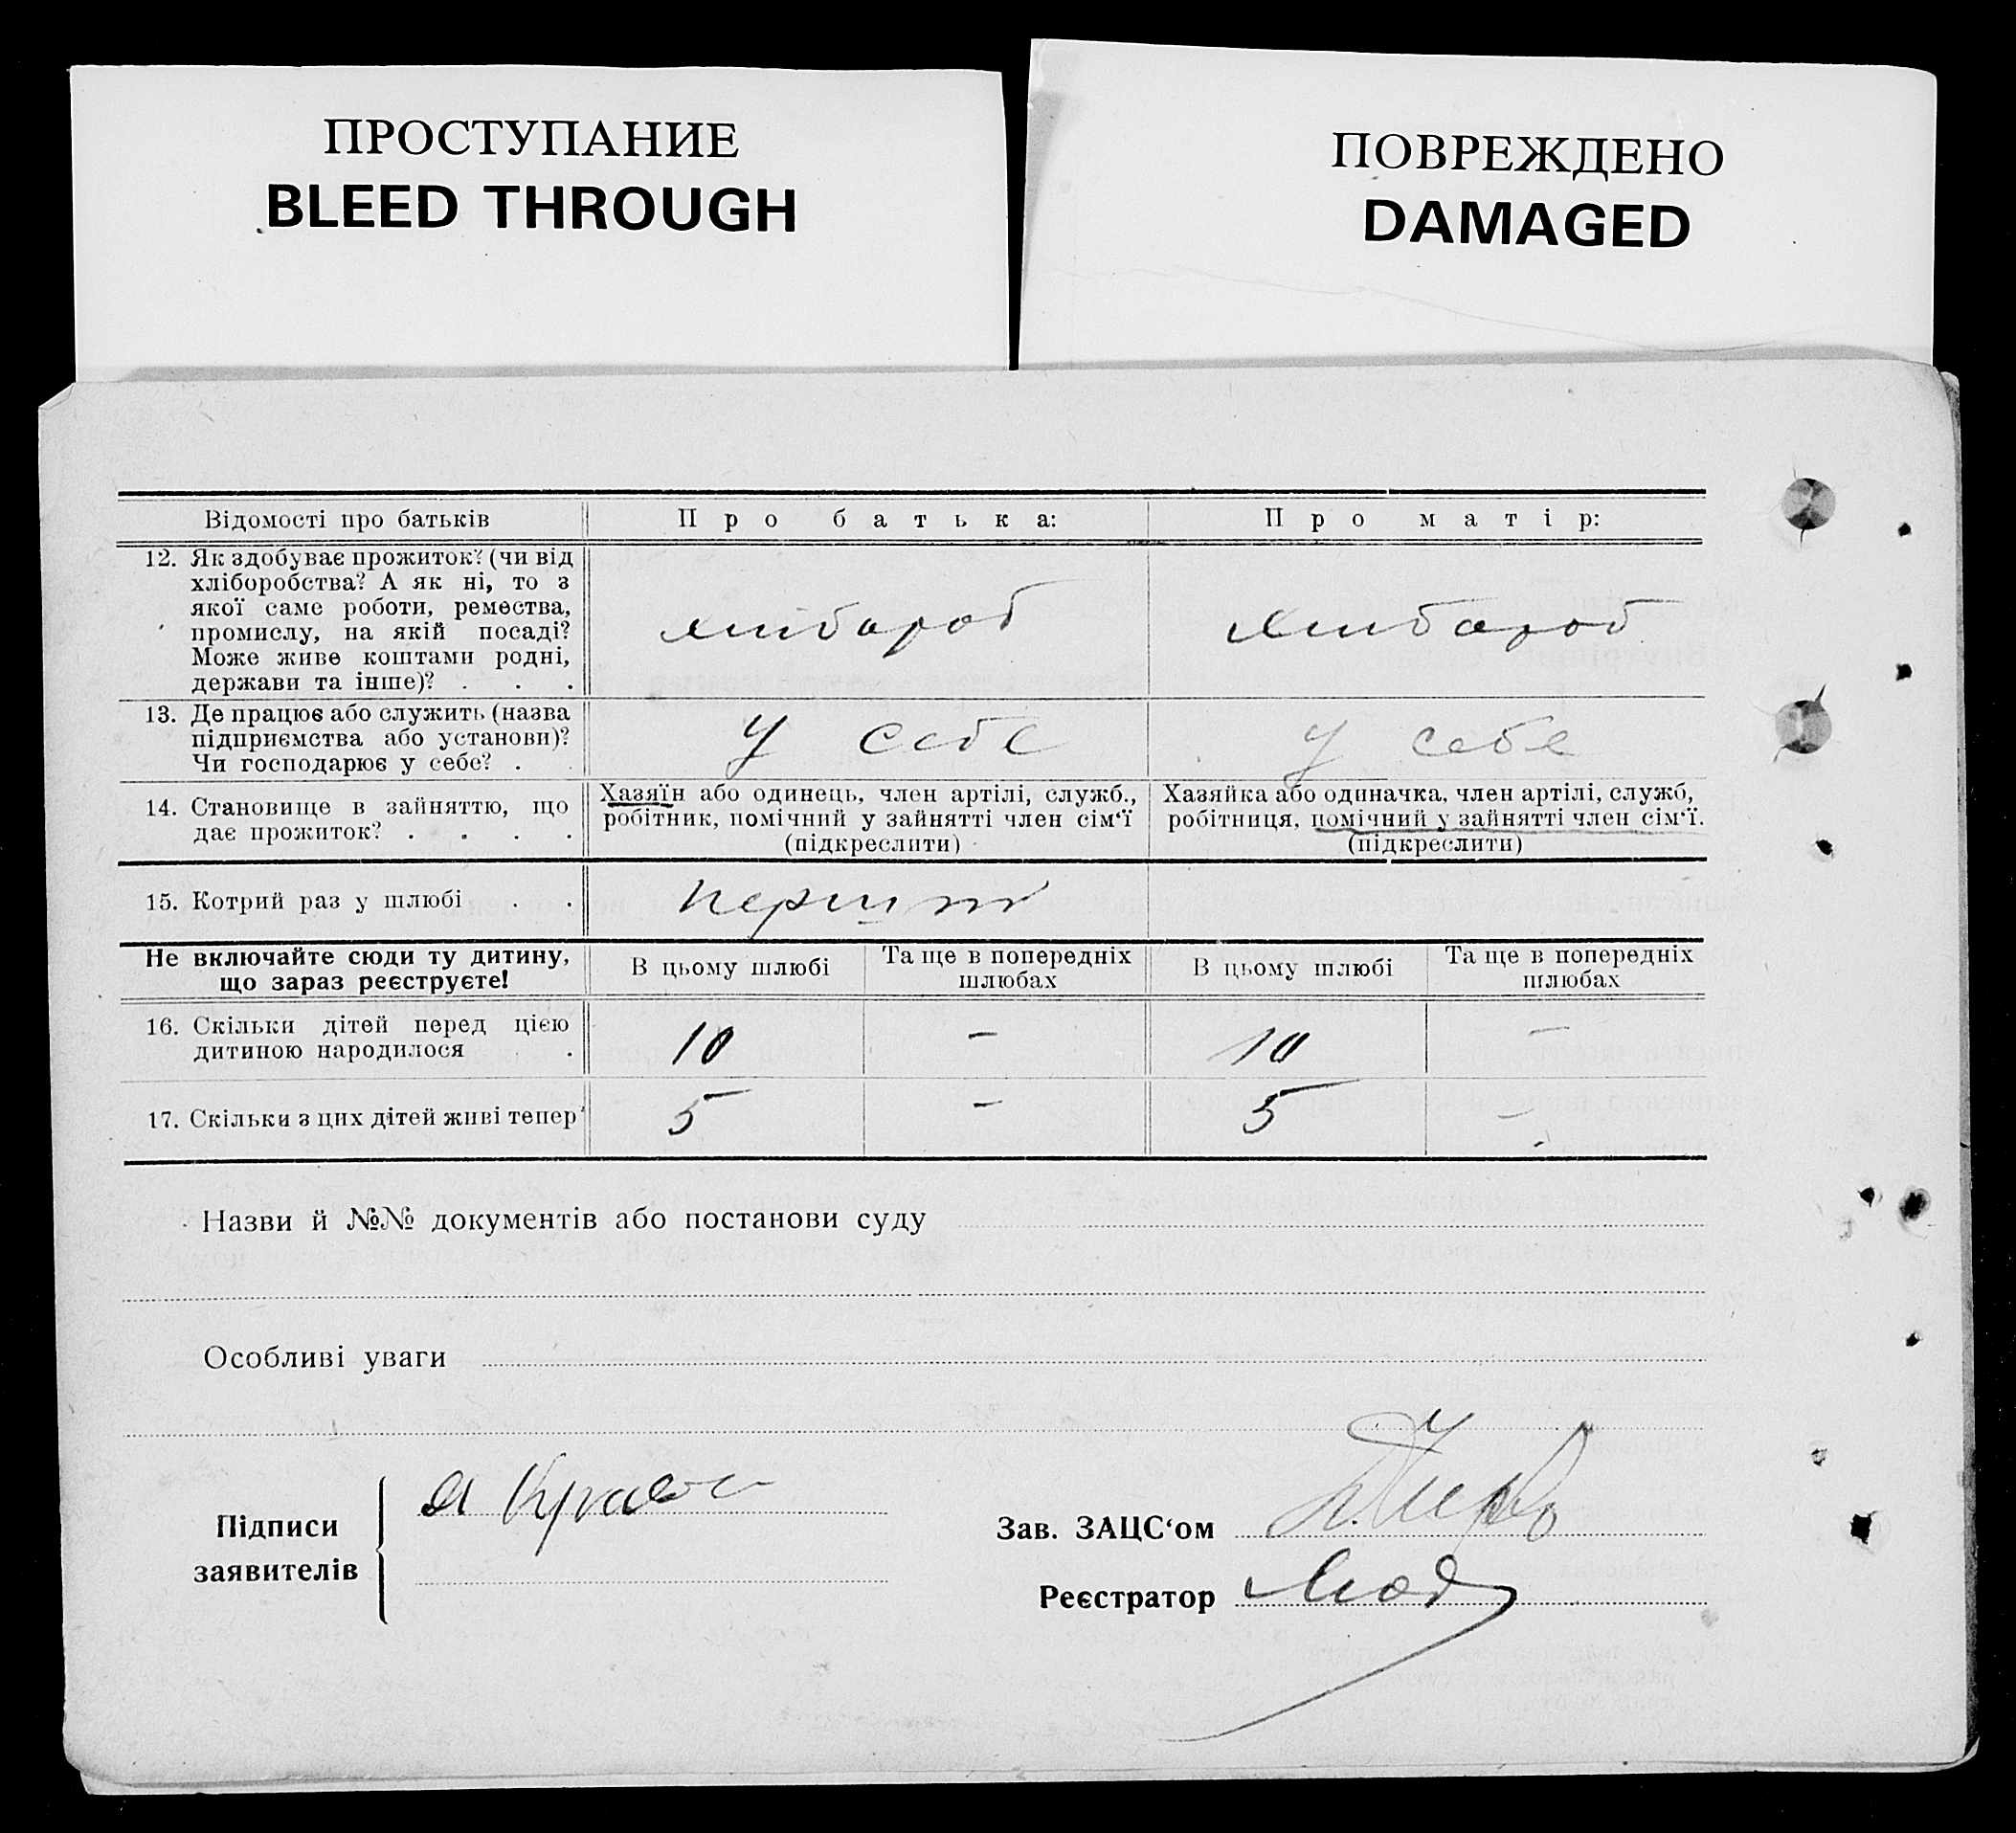 ПРОСТУПАНИЕ
BLEED THROUGH
ПОВРЕЖДЕНО
DAMAGED
Відомості про батьків
Про батька:
Про матір:
12. Як здобуває прожиток? (чи від
хліборобства? А як ні, то з
якої саме роботи, ремества,
промислу, на якій посаді?
Може живе коштами родні,
держави та інше)? . . .
хлібороб
хлибороб
13. Де працює або служить (назва
підприємства або установи)?
Чи господарює у себе? .
у себе
у себе
14. Становище в зайняттю, що
дає прожиток? . . . .
Хазяїн або одинець, член артілі, служб.,
робітник, помічний у зайнятті член сім'ї
(підкреслити)
Хазяйка або одиначка, член артілі, служб,
робітниця, помічний у зайнятті член сім'ї.
(підкреслити)
15. Котрий раз у шлюбі . .
перший
Не включайте сюди ту дитину,
що зараз реєструєте!
В цьому шлюбі
Та ще в попередніх
шлюбах
В цьому шлюбі
Та ще в попередніх
шлюбах
16. Скільки дітей перед цією
дитиною народилося .
10
–
10
–
17. Скільки з цих дітей живі тепер
5
–
5
–
Назви й №№ документів або постанови суду
Особливі уваги
Підписи
заявителів
Зав. ЗАЦС'ом
Реєстратор